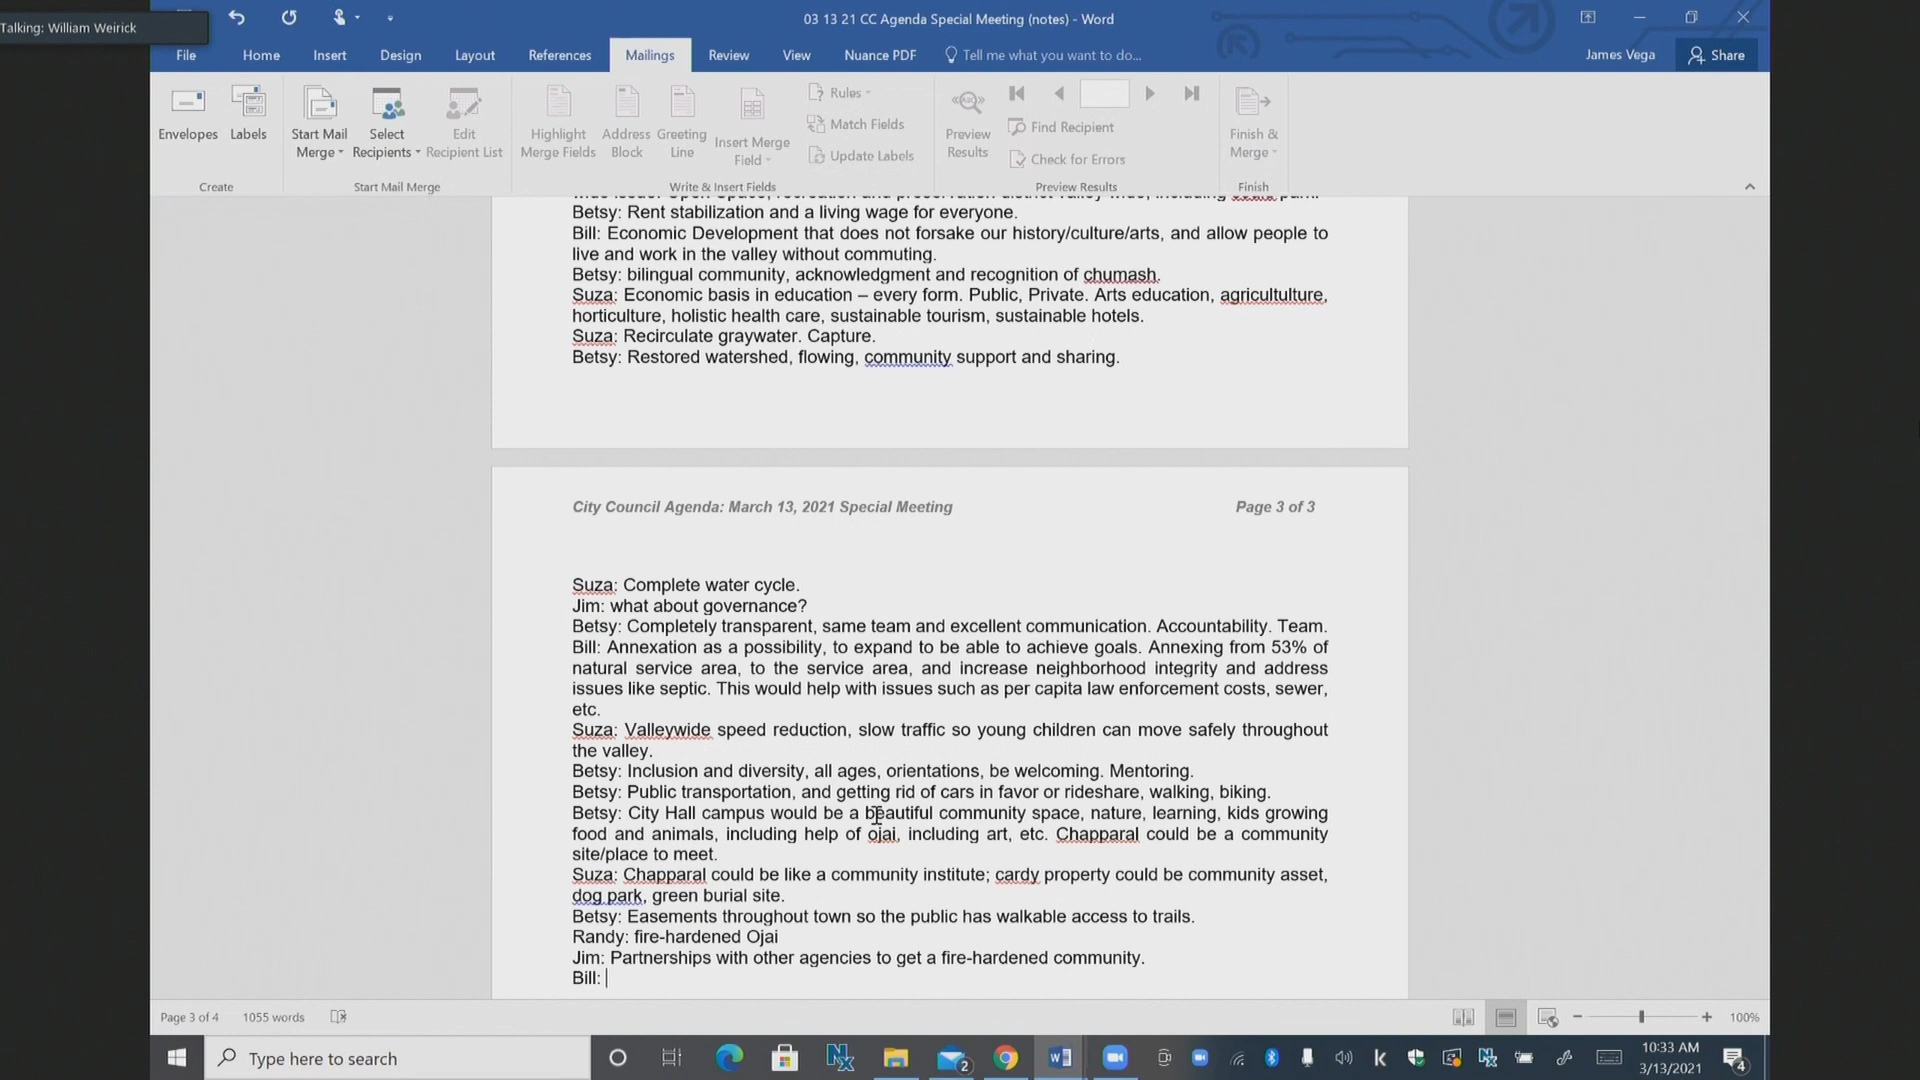 Talking: William Weirick
03 13 21 CC Agenda Special Meeting (notes) - Word
File Home Insert Design Layout References Mailings Review View Nuance PDF Tell me what you want to do... James Vega Share
Envelopes Labels Start Mail Merge Select Recipients Edit Recipient List Highlight Merge Fields Address Block Greeting Line Insert Merge Field Rules Match Fields Update Labels Preview Results Find Recipient Check for Errors Finish & Merge
Create Start Mail Merge Write & Insert Fields Preview Results Finish
Betsy: Rent stabilization and a living wage for everyone.
Bill: Economic Development that does not forsake our history/culture/arts, and allow people to
live and work in the valley without commuting.
Betsy: bilingual community, acknowledgment and recognition of chumash.
Suza: Economic basis in education – every form. Public, Private. Arts education, agricultulture,
horticulture, holistic health care, sustainable tourism, sustainable hotels.
Suza: Recirculate graywater. Capture.
Betsy: Restored watershed, flowing, community support and sharing.
City Council Agenda: March 13, 2021 Special Meeting Page 3 of 3
Suza: Complete water cycle.
Jim: what about governance?
Betsy: Completely transparent, same team and excellent communication. Accountability. Team.
Bill: Annexation as a possibility, to expand to be able to achieve goals. Annexing from 53% of
natural service area, to the service area, and increase neighborhood integrity and address
issues like septic. This would help with issues such as per capita law enforcement costs, sewer,
etc.
Suza: Valleywide speed reduction, slow traffic so young children can move safely throughout
the valley.
Betsy: Inclusion and diversity, all ages, orientations, be welcoming. Mentoring.
Betsy: Public transportation, and getting rid of cars in favor or rideshare, walking, biking.
Betsy: City Hall campus would be a beautiful community space, nature, learning, kids growing
food and animals, including help of ojai, including art, etc. Chapparal could be a community
site/place to meet.
Suza: Chapparal could be like a community institute; cardy property could be community asset,
dog park, green burial site.
Betsy: Easements throughout town so the public has walkable access to trails.
Randy: fire-hardened Ojai
Jim: Partnerships with other agencies to get a fire-hardened community.
Bill:
Page 3 of 4 1055 words 100%
Type here to search 2 10:33 AM
3/13/2021 4